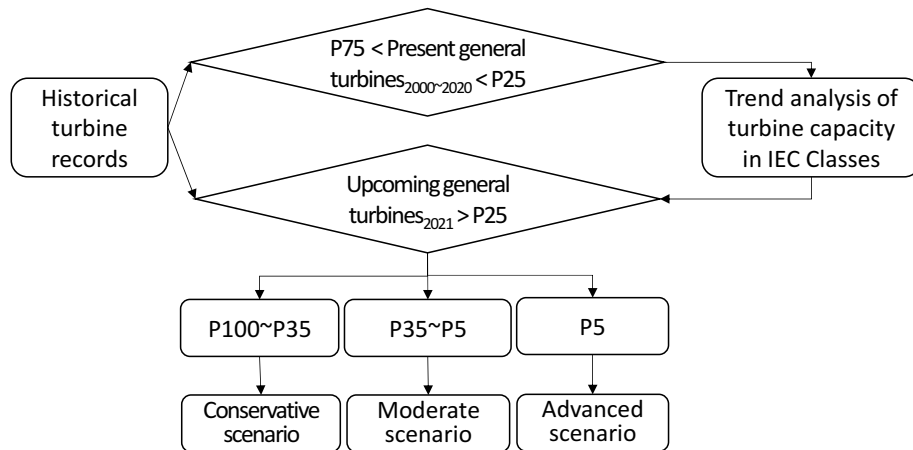 P75 < Present general
turbines2000~2020 < P25
Historical
turbine
records
Trend analysis of
turbine capacity
in IEC Classes
Upcoming general
turbines2021 > P25
P100~P35
P35~P5
P5
Conservative
scenario
Moderate
scenario
Advanced
scenario